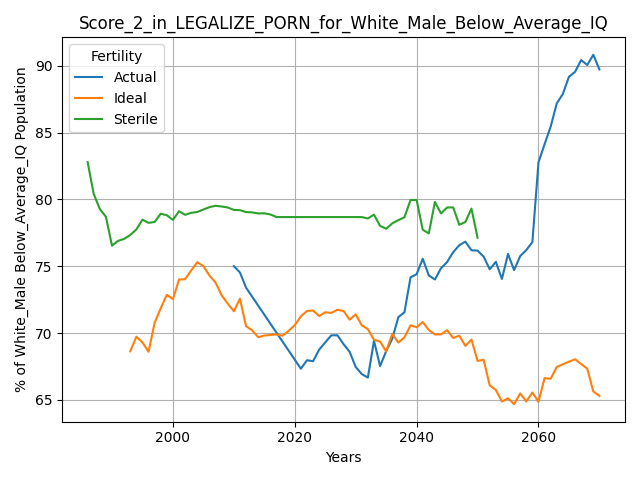 Score_2_in_LEGALIZE_PORN_for_White_Male_Below_Average_IQ
Fertility
Actual
Ideal
Sterile
% of White_Male Below_Average_IQ Population
90
85
80
75
70
65
2000
2020
2040
2060
Years